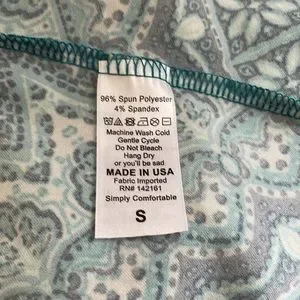 96% Spun Polyester
4% Spandex
Machine Wash Cold
Gentle Cycle
Do Not Bleach
Hang Dry
or you'll be sad
MADE IN USA
Fabric Imported
RN# 142161
Simply Comfortable
S